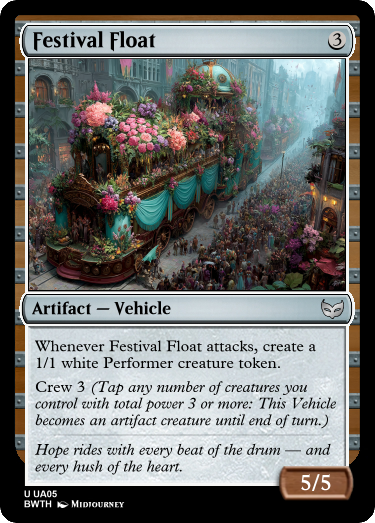 Festival Float 3
Artifact — Vehicle
Whenever Festival Float attacks, create a
1/1 white Performer creature token.
Crew 3 (Tap any number of creatures you
control with total power 3 or more: This Vehicle
becomes an artifact creature until end of turn.)
Hope rides with every beat of the drum — and
every hush of the heart.
5/5
U UA05
BWTH Midjourney